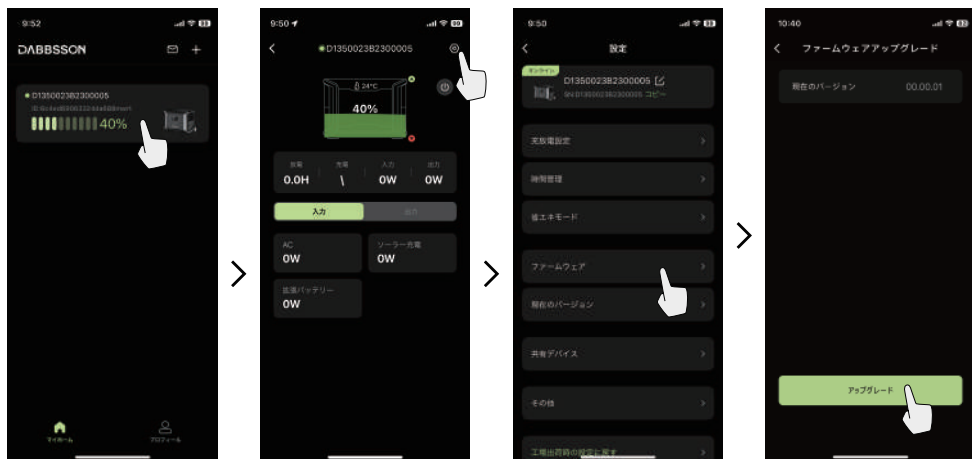 9:52
DABBSSON
D1350023B2300005
40%
マイホーム
プロフィール
9:50
D1350023B2300005
24°C
40%
放電 充電 入力 出力
0.0H \ 0W 0W
入力 出力
AC
0W
ソーラー充電
0W
拡張バッテリー
0W
9:50
設定
オンライン
D1350023B2300005
SN:D1350023B2300005 コピー
充放電設定
時間管理
省エネモード
ファームウェア
現在のバージョン
共有デバイス
その他
工場出荷時の設定に戻す
10:40
ファームウェアアップグレード
現在のバージョン 00.00.01
アップグレード